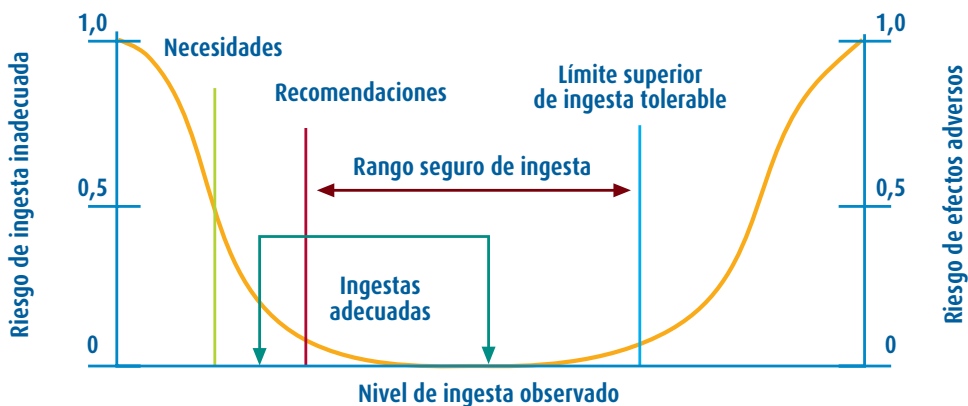 1,0
1,0
Necesidades
Límite superior
de ingesta tolerable
Recomendaciones
Rango seguro de ingesta
0,5
0,5
Ingestas
adecuadas
0
0
Nivel de ingesta observado
Riesgo de ingesta inadecuada
Riesgo de efectos adversos